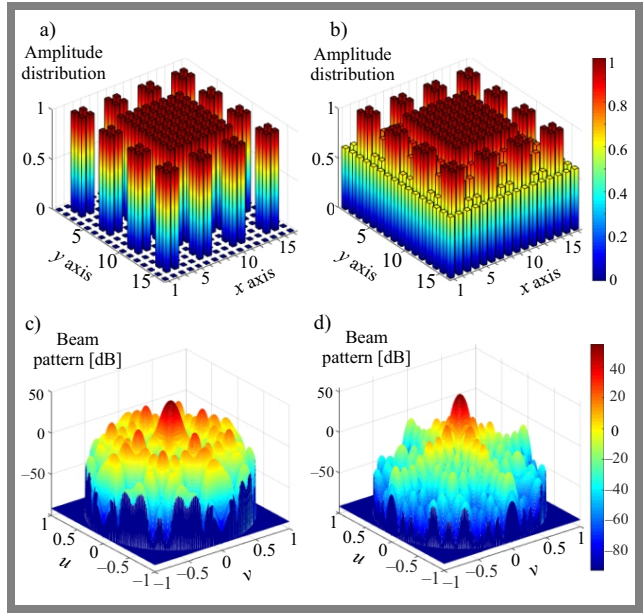 a)
Amplitude
distribution
1
0.5
0
5
10
15
y axis
1
5
10
15
x axis
b)
Amplitude
distribution
1
0.5
0
5
10
15
y axis
1
5
10
15
x axis
1
0.8
0.6
0.4
0.2
0
c)
Beam
pattern [dB]
50
0
−50
1
0.5
0
−0.5
−1
u
−1
−0.5
0
0.5
1
v
d)
Beam
pattern [dB]
50
0
−50
1
0.5
0
−0.5
−1
u
−1
−0.5
0
0.5
1
v
40
20
0
−20
−40
−60
−80